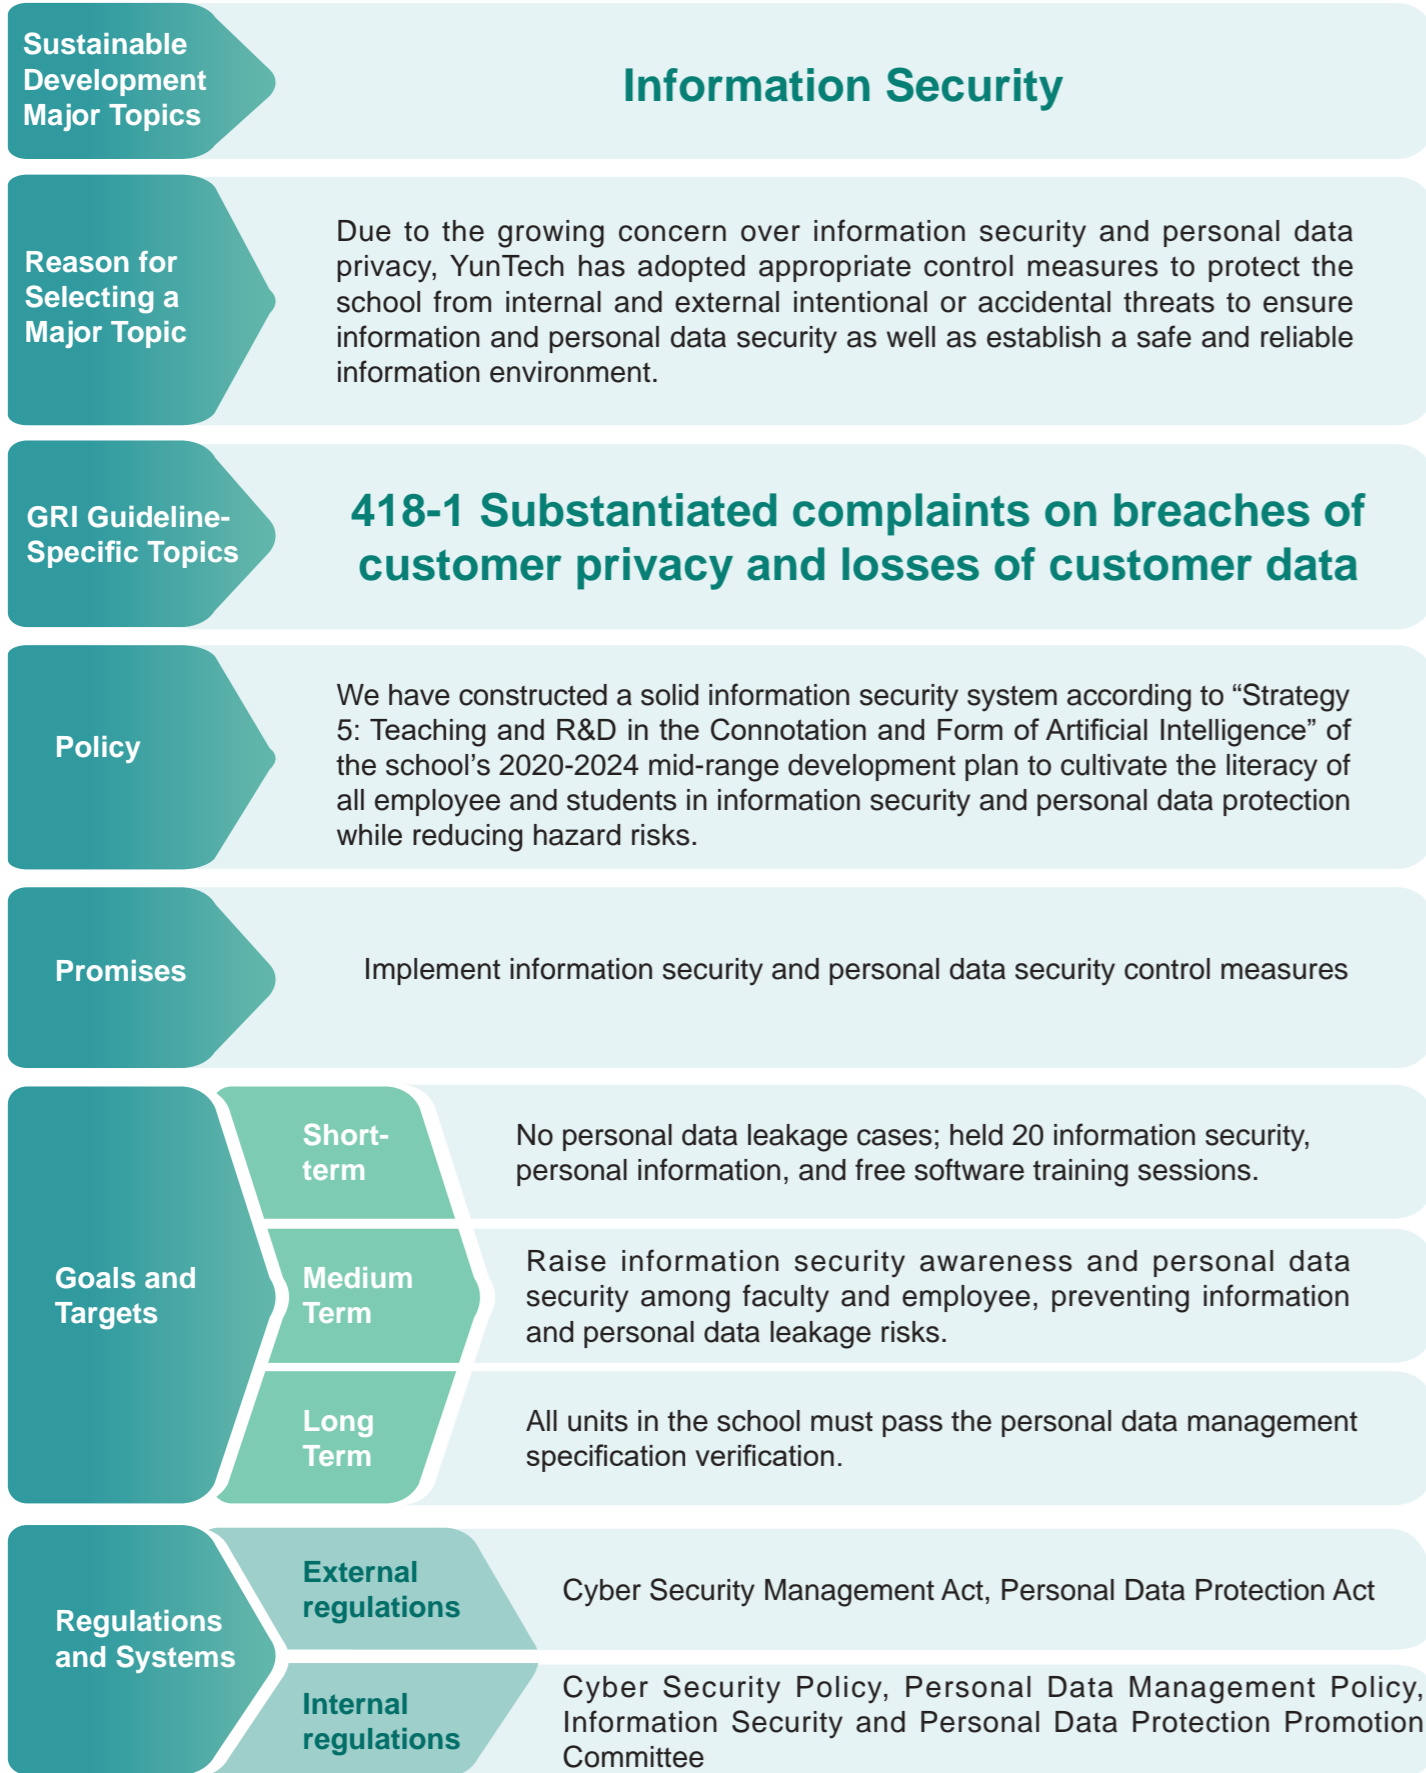 Sustainable
Development
Major Topics
Information Security
Reason for
Selecting a
Major Topic
Due to the growing concern over information security and personal data
privacy, YunTech has adopted appropriate control measures to protect the
school from internal and external intentional or accidental threats to ensure
information and personal data security as well as establish a safe and reliable
information environment.
GRI Guideline-
Specific Topics
418-1 Substantiated complaints on breaches of
customer privacy and losses of customer data
Policy
We have constructed a solid information security system according to “Strategy
5: Teaching and R&D in the Connotation and Form of Artificial Intelligence” of
the school’s 2020-2024 mid-range development plan to cultivate the literacy of
all employee and students in information security and personal data protection
while reducing hazard risks.
Promises
Implement information security and personal data security control measures
Goals and
Targets
Short-
term
No personal data leakage cases; held 20 information security,
personal information, and free software training sessions.
Medium
Term
Raise information security awareness and personal data
security among faculty and employee, preventing information
and personal data leakage risks.
Long
Term
All units in the school must pass the personal data management
specification verification.
Regulations
and Systems
External
regulations
Cyber Security Management Act, Personal Data Protection Act
Internal
regulations
Cyber Security Policy, Personal Data Management Policy,
Information Security and Personal Data Protection Promotion
Committee